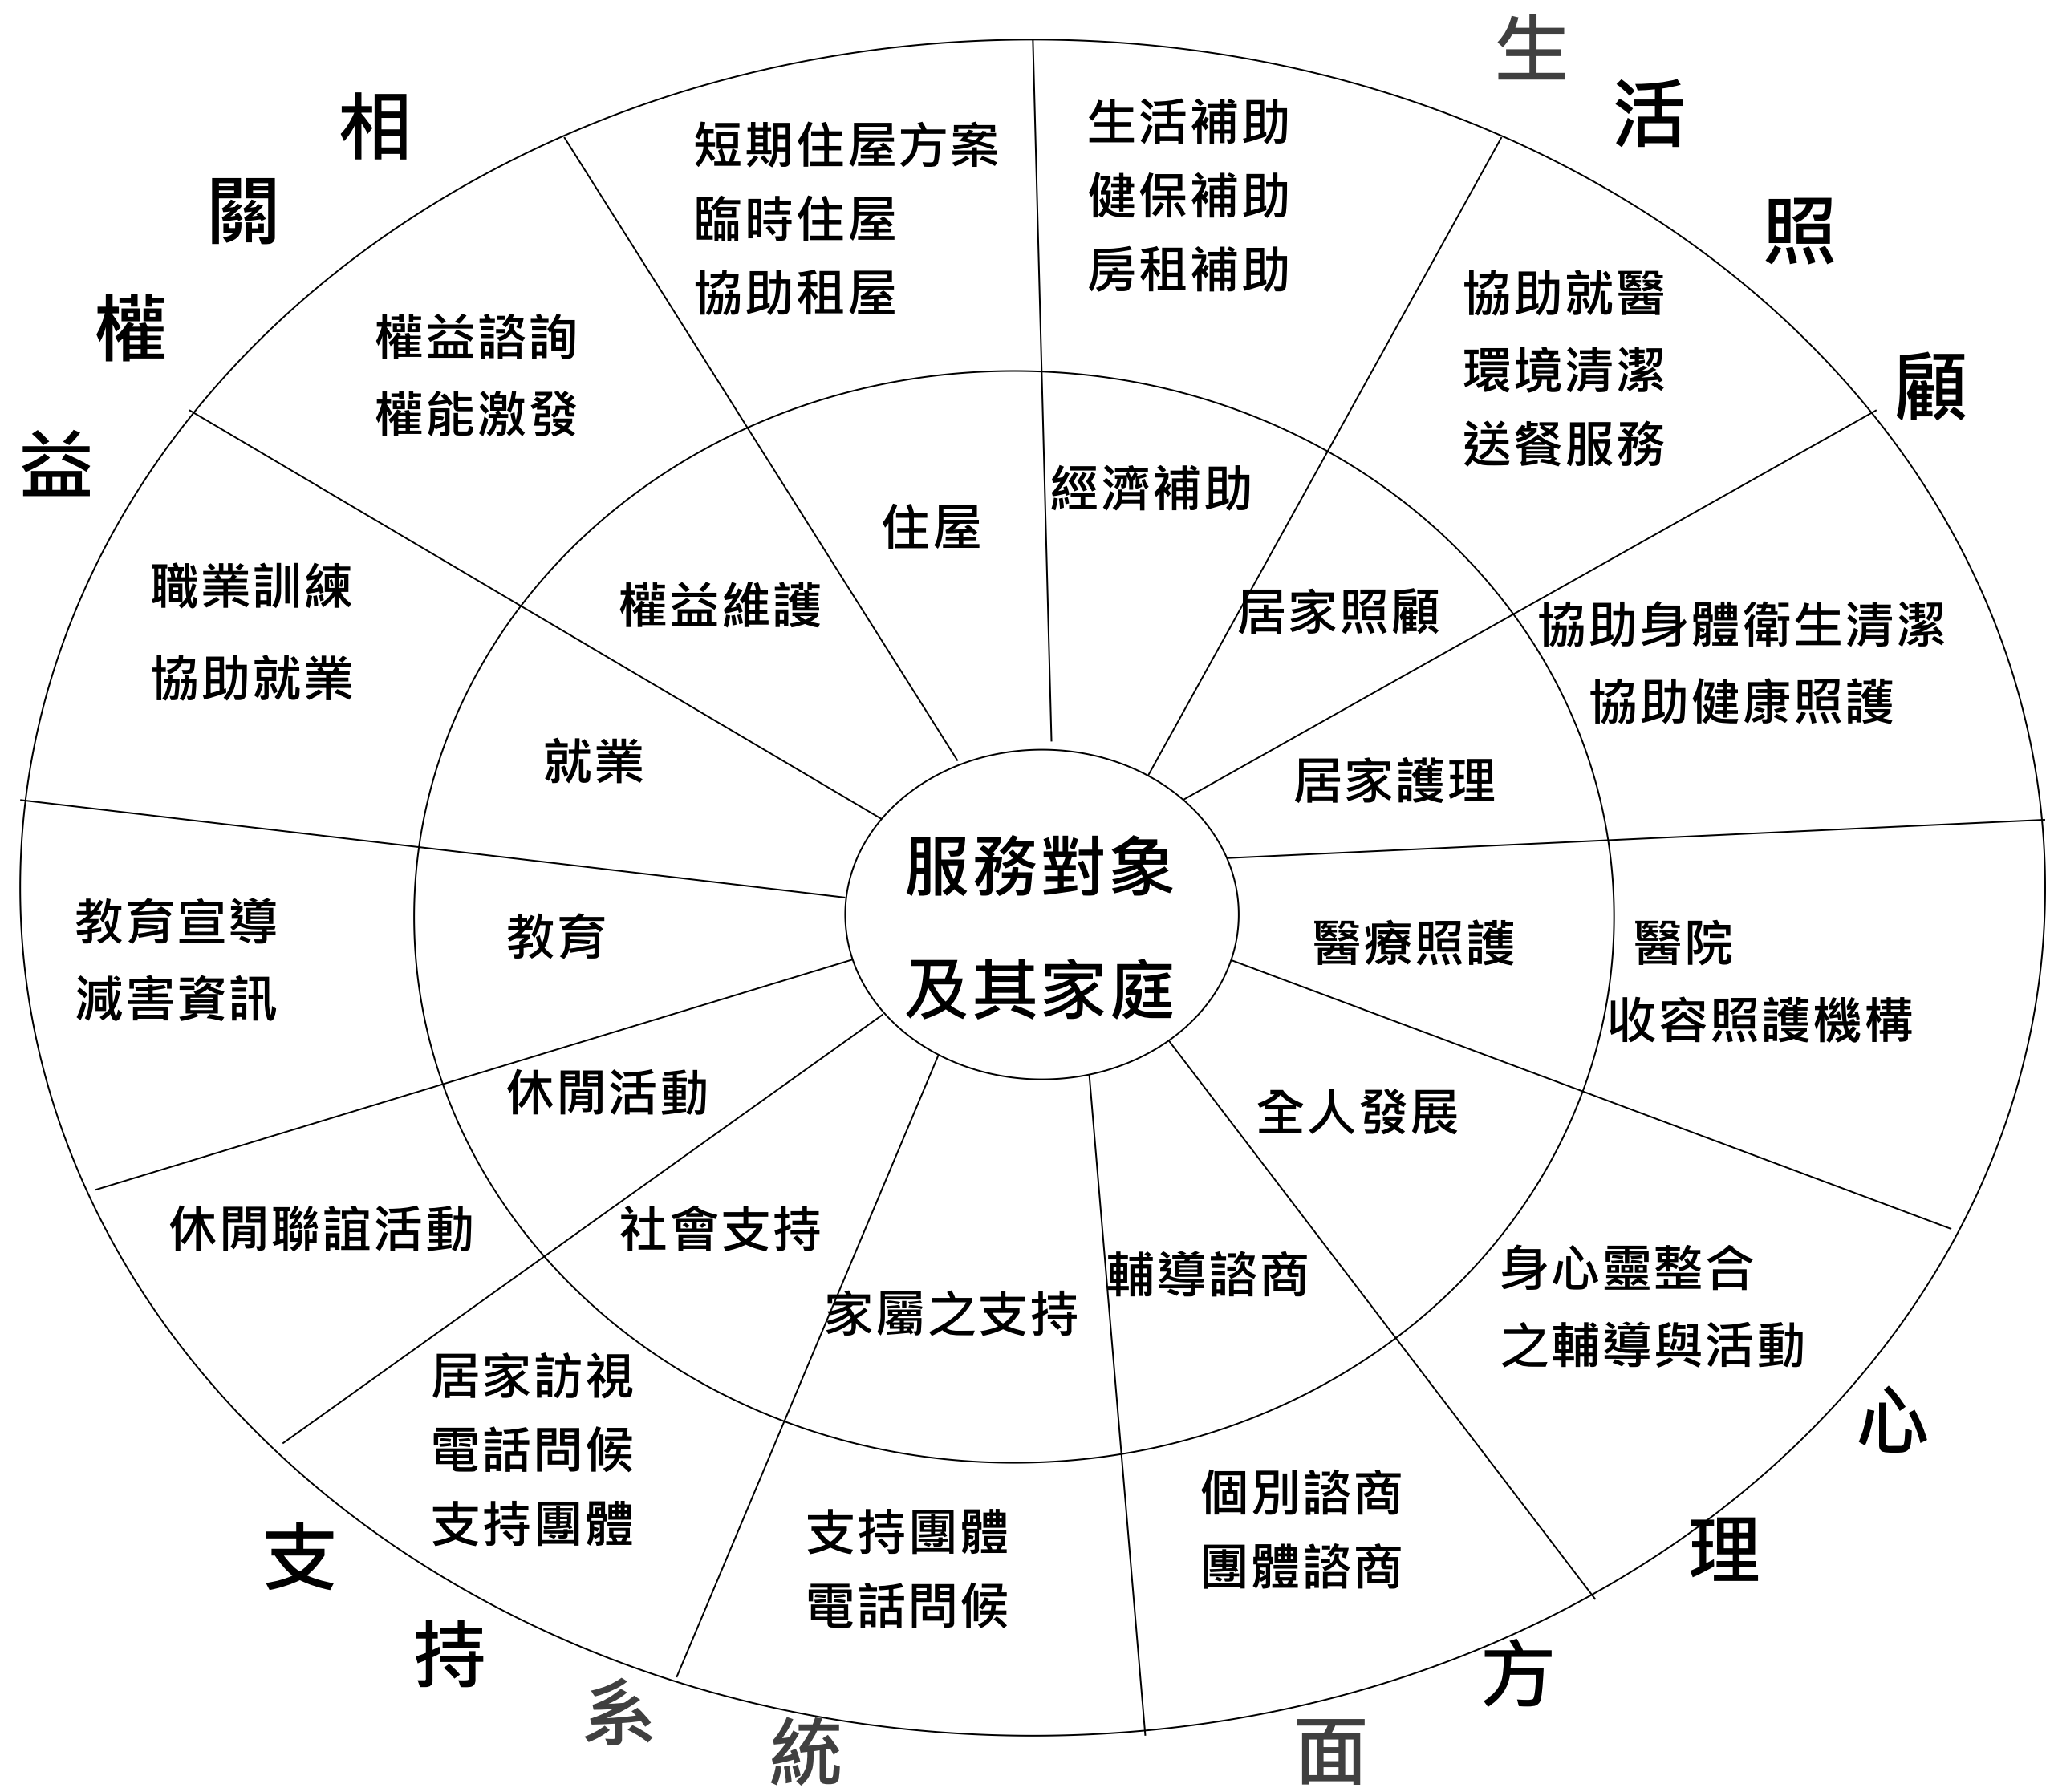 生活照顧
相關權益
心理方面
支持系統
服務對象
及其家庭
經濟補助
生活補助
健保補助
房租補助
居家照顧
協助就醫
環境清潔
送餐服務
居家護理
協助身體衛生清潔
協助健康照護
醫療照護
醫院
收容照護機構
全人發展
身心靈整合
之輔導與活動
輔導諮商
個別諮商
團體諮商
家屬之支持
支持團體
電話問候
社會支持
居家訪視
電話問候
支持團體
休閒活動
休閒聯誼活動
教育
教育宣導
減害資訊
就業
職業訓練
協助就業
權益維護
權益諮詢
權能激發
住屋
短期住屋方案
臨時住屋
協助租屋